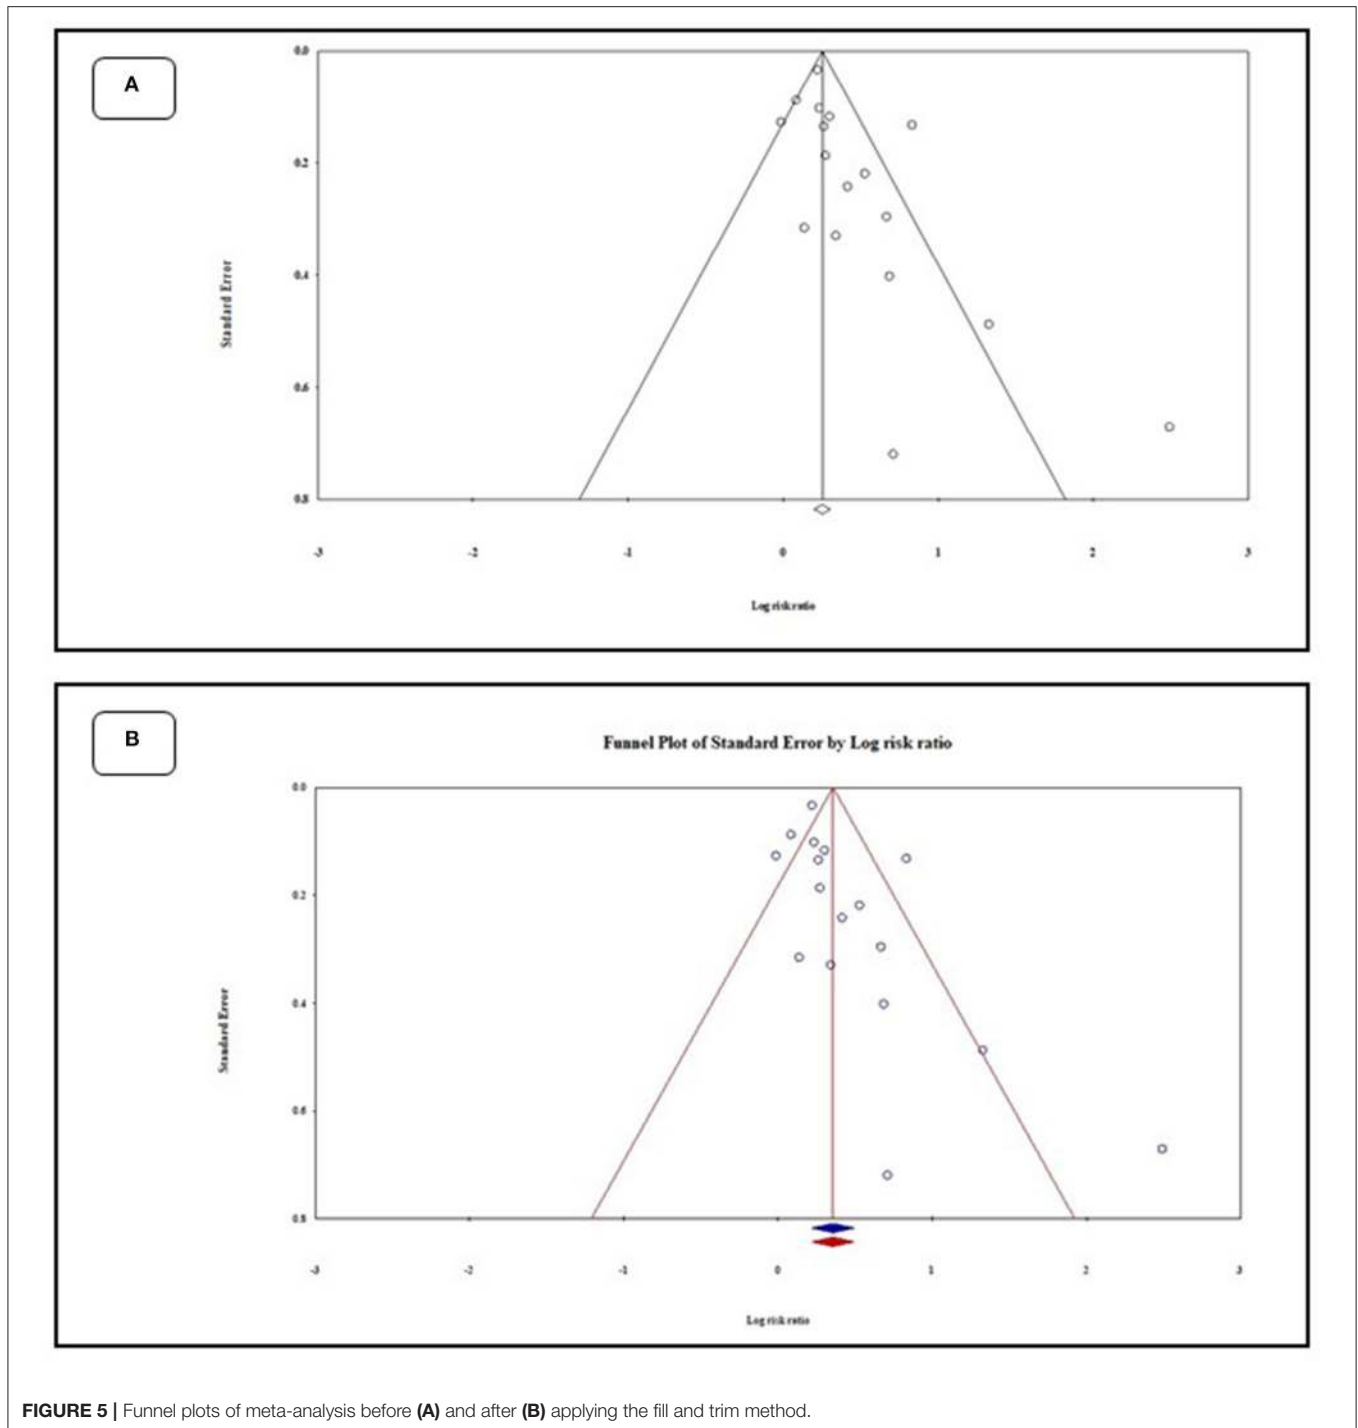 A
0.0
0.2
0.4
0.6
0.8
Standard Error
-3 -2 -1 0 1 2 3
Log risk ratio
B
Funnel Plot of Standard Error by Log risk ratio
0.0
0.2
0.4
0.6
0.8
Standard Error
-3 -2 -1 0 1 2 3
Log risk ratio
FIGURE 5 | Funnel plots of meta-analysis before (A) and after (B) applying the fill and trim method.